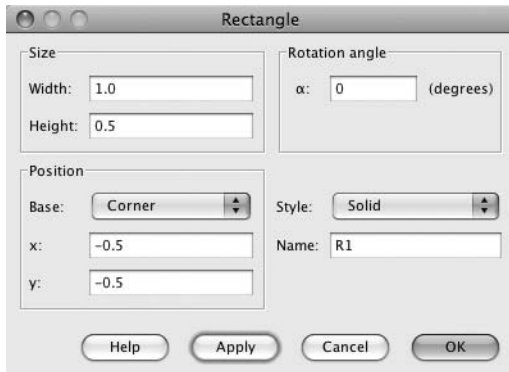 Rectangle
Size
Width: 1.0
Height: 0.5
Rotation angle
α: 0 (degrees)
Position
Base: Corner
x: -0.5
y: -0.5
Style: Solid
Name: R1
Help Apply Cancel OK